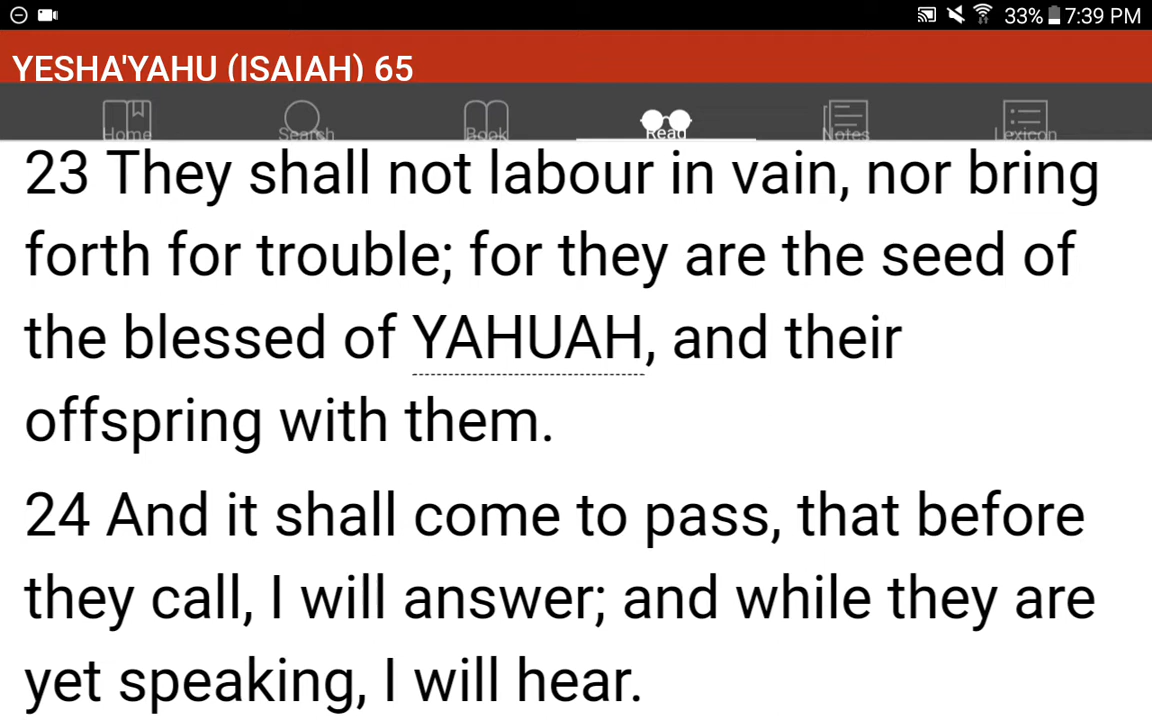 33% 7:39 PM
YESHA'YAHU (ISAIAH) 65
Home Search Book Read Notes Lexicon
23 They shall not labour in vain, nor bring
forth for trouble; for they are the seed of
the blessed of YAHUAH, and their
offspring with them.
24 And it shall come to pass, that before
they call, I will answer; and while they are
yet speaking, I will hear.